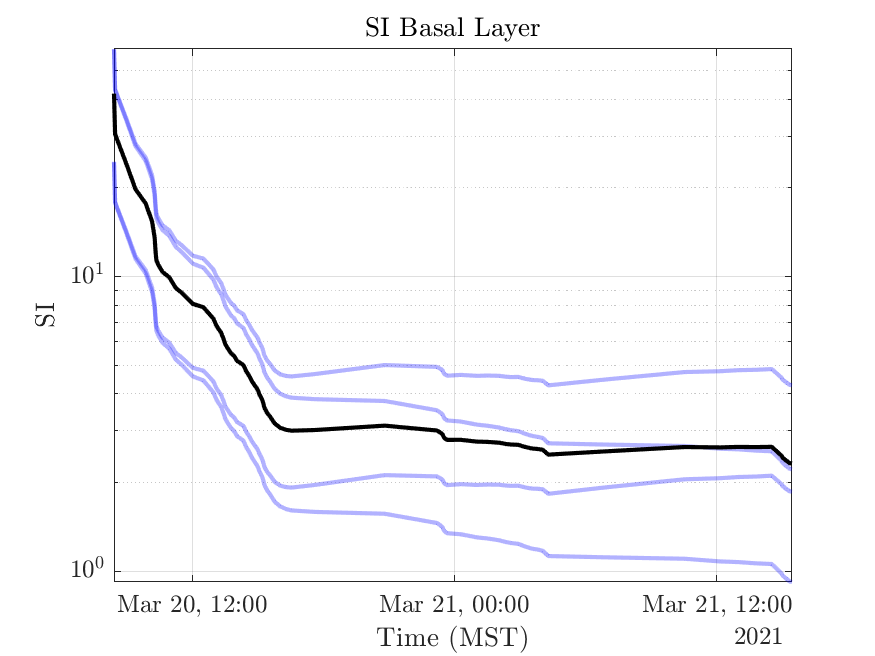 SI Basal Layer
10¹
SI
10⁰
Mar 20, 12:00
Mar 21, 00:00
Mar 21, 12:00
Time (MST)
2021